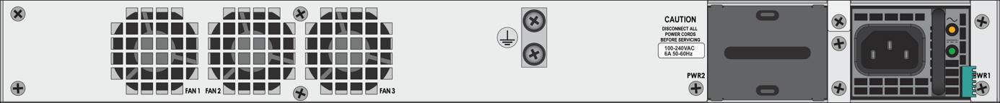 FAN 1
FAN 2
FAN 3
CAUTION
DISCONNECT ALL
POWER CORDS
BEFORE SERVICING
100-240VAC
6A 50-60Hz
PWR2
WR1